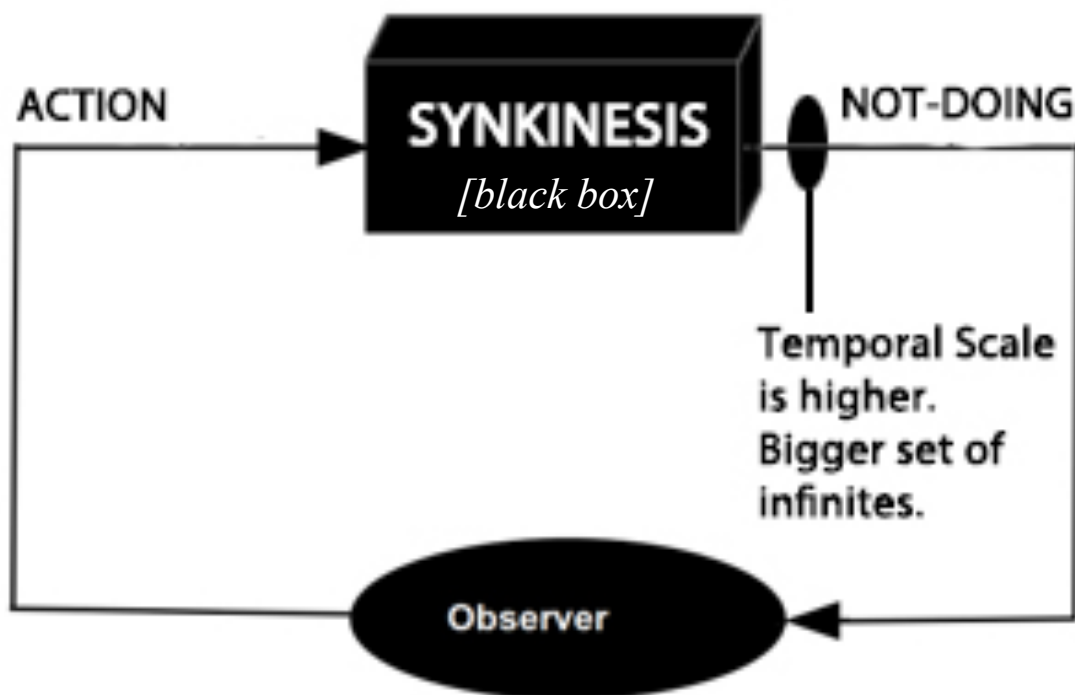 ACTION
SYNKINESIS
[black box]
NOT-DOING
Temporal Scale
is higher.
Bigger set of
infinites.
Observer